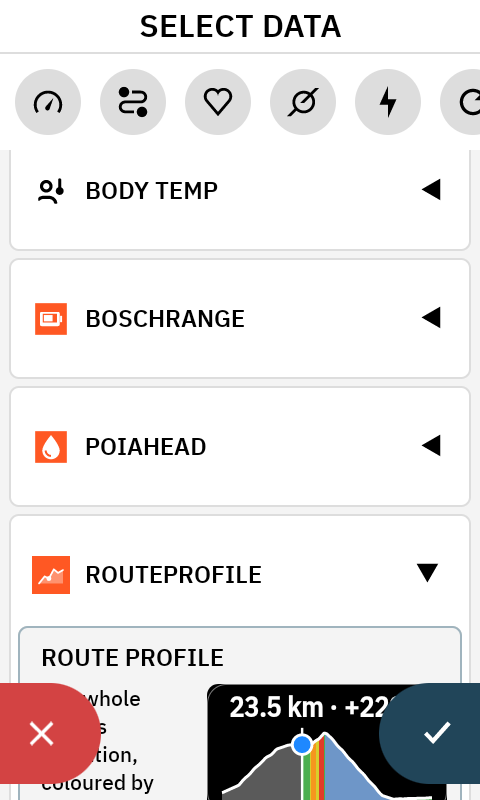 SELECT DATA
BODY TEMP
BOSCHRANGE
POIAHEAD
ROUTEPROFILE
ROUTE PROFILE
whole
coloured by
23.5 km · +22